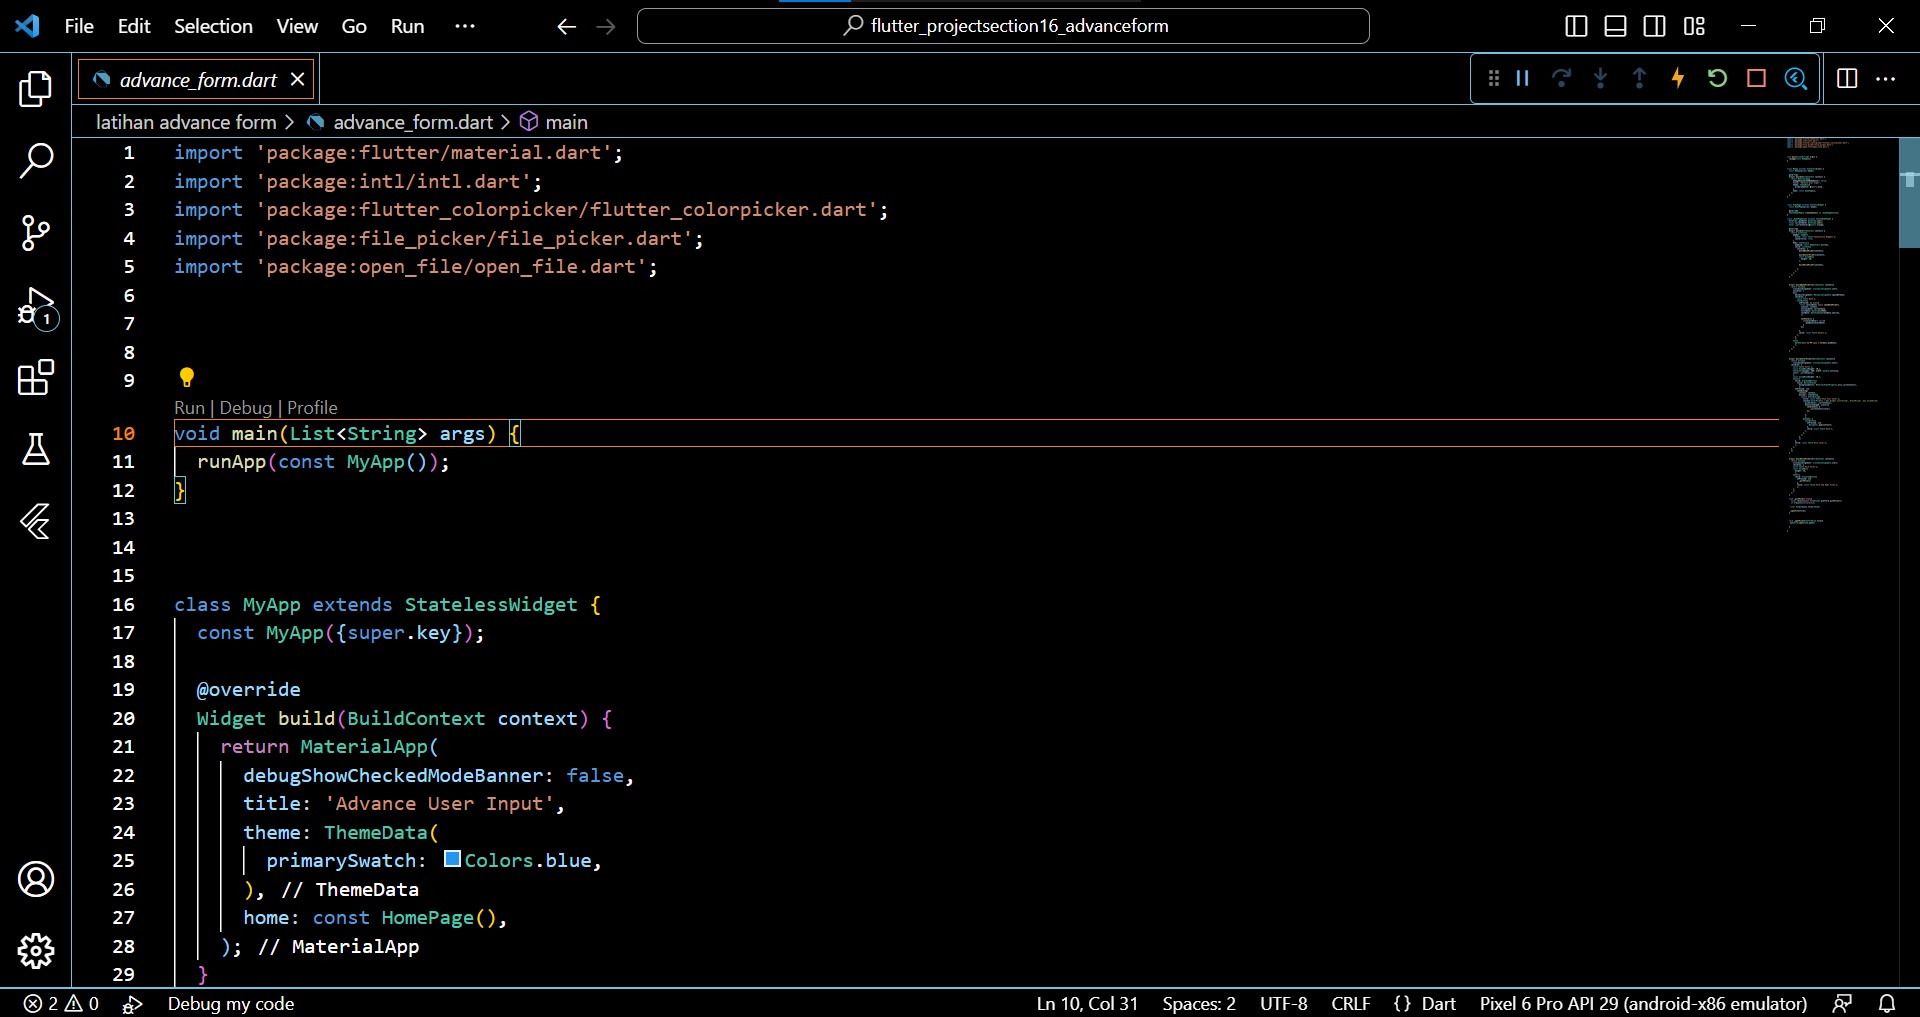 File Edit Selection View Go Run ··· flutter_projectsection16_advanceform
advance_form.dart
latihan advance form > advance_form.dart > main
1 import 'package:flutter/material.dart';
2 import 'package:intl/intl.dart';
3 import 'package:flutter_colorpicker/flutter_colorpicker.dart';
4 import 'package:file_picker/file_picker.dart';
5 import 'package:open_file/open_file.dart';
6
7
8
9
Run | Debug | Profile
10 void main(List<String> args) {
11 runApp(const MyApp());
12 }
13
14
15
16 class MyApp extends StatelessWidget {
17 const MyApp({super.key});
18
19 @override
20 Widget build(BuildContext context) {
21 return MaterialApp(
22 debugShowCheckedModeBanner: false,
23 title: 'Advance User Input',
24 theme: ThemeData(
25 primarySwatch: Colors.blue,
26 ), // ThemeData
27 home: const HomePage(),
28 ); // MaterialApp
29 }
1
2 0 Debug my code Ln 10, Col 31 Spaces: 2 UTF-8 CRLF {} Dart Pixel 6 Pro API 29 (android-x86 emulator)